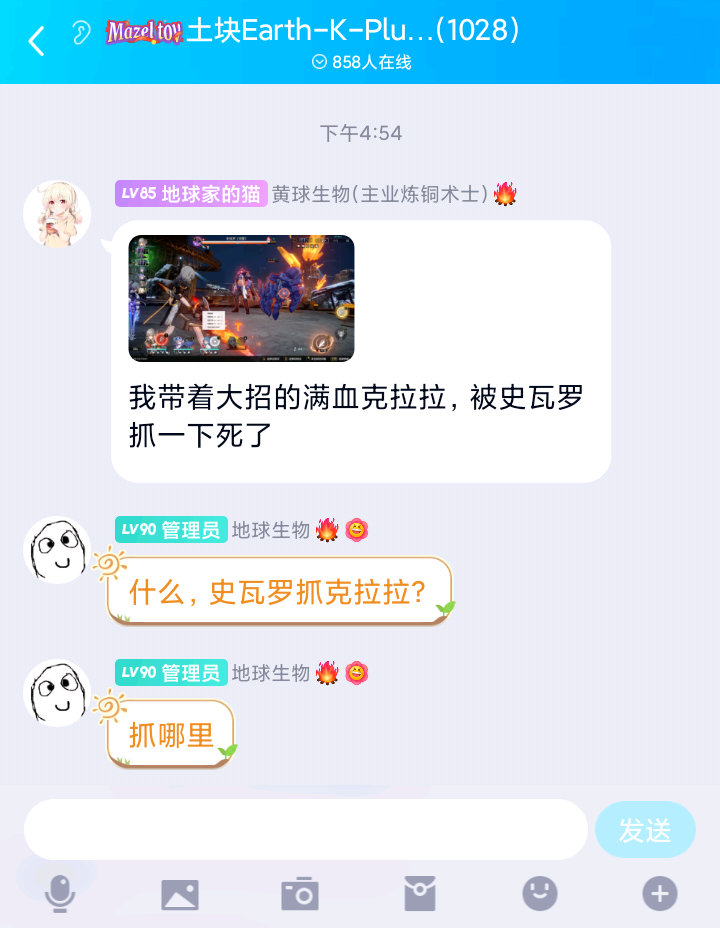 Mazel toy 土块Earth-K-Plu...(1028)
858人在线
下午4:54
LV85 地球家的猫 黄球生物(主业炼铜术士)
我带着大招的满血克拉拉，被史瓦罗
抓一下死了
LV90 管理员 地球生物
什么，史瓦罗抓克拉拉？
LV90 管理员 地球生物
抓哪里
发送